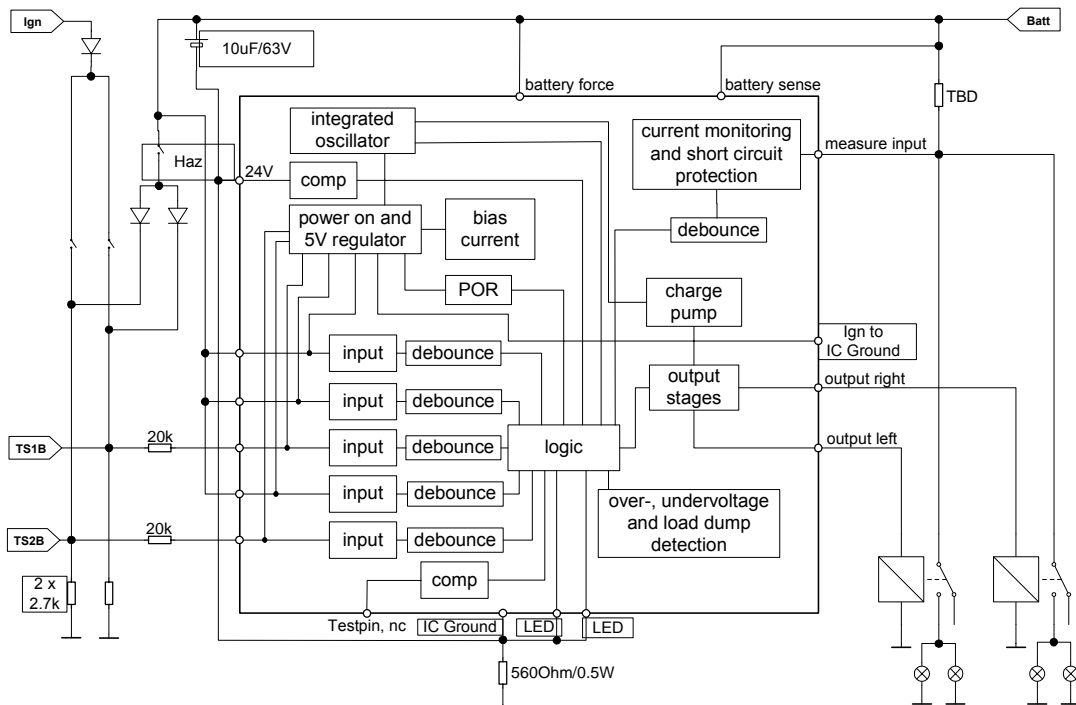 Ign
Batt
10uF/63V
battery force
battery sense
TBD
integrated
oscillator
current monitoring
and short circuit
protection
measure input
Haz
24V
comp
power on and
5V regulator
bias
current
debounce
POR
charge
pump
Ign to
IC Ground
input
debounce
output
stages
output right
input
debounce
TS1B
20k
input
debounce
logic
output left
input
debounce
over-, undervoltage
and load dump
detection
TS2B
20k
input
debounce
2 x
2.7k
comp
Testpin, nc
IC Ground
LED
LED
560Ohm/0.5W